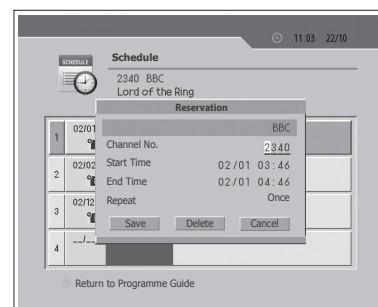 11:03 22/10
SCHEDULE
Schedule
2340 BBC
Lord of the Ring
Reservation
BBC
Channel No. 2340
Start Time 02/01 03:46
End Time 02/01 04:46
Repeat Once
Save Delete Cancel
1 02/01
2 02/02
3 02/12
4 --/--
Return to Programme Guide